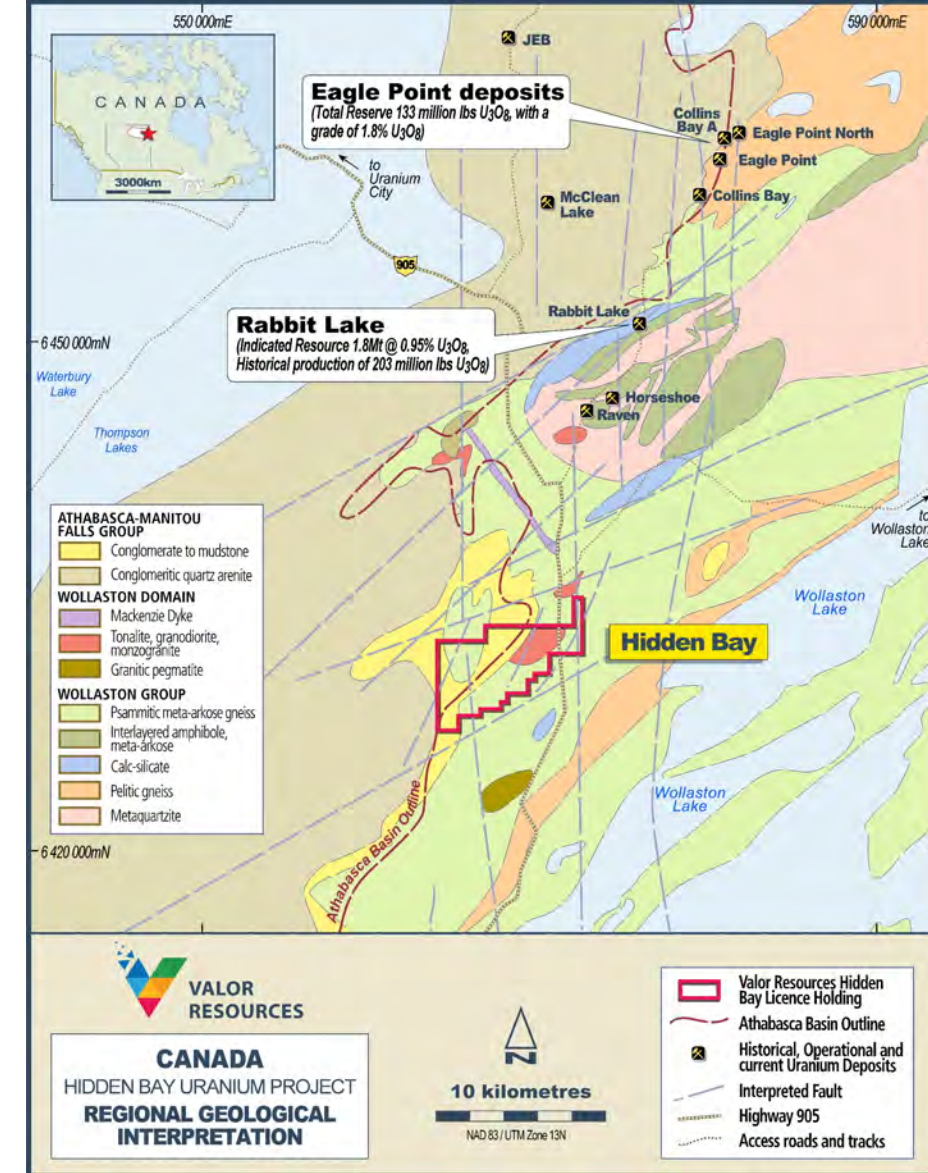 550 000mE
590 000mE
CANADA
3000km
JEB
Eagle Point deposits
(Total Reserve 133 million lbs U3O8, with a
grade of 1.8% U3O8)
Collins
Bay A
Eagle Point North
Eagle Point
to
Uranium
City
McClean
Lake
Collins Bay
905
Rabbit Lake
Rabbit Lake
(Indicated Resource 1.8Mt @ 0.95% U3O8,
Historical production of 203 million lbs U3O8)
6 450 000mN
Waterbury
Lake
Horseshoe
Raven
Thompson
Lakes
to
Wollaston
Lake
ATHABASCA-MANITOU
FALLS GROUP
Conglomerate to mudstone
Conglomeritic quartz arenite
WOLLASTON DOMAIN
Mackenzie Dyke
Tonalite, granodiorite,
monzogranite
Granitic pegmatite
WOLLASTON GROUP
Psammitic meta-arkose gneiss
Interlayered amphibole,
meta-arkose
Calc-silicate
Pelitic gneiss
Metaquartzite
Wollaston
Lake
Hidden Bay
Wollaston
Lake
Athabasca Basin Outline
6 420 000mN
VALOR
RESOURCES
CANADA
HIDDEN BAY URANIUM PROJECT
REGIONAL GEOLOGICAL
INTERPRETATION
N
10 kilometres
NAD 83 / UTM Zone 13N
Valor Resources Hidden
Bay Licence Holding
Athabasca Basin Outline
Historical, Operational and
current Uranium Deposits
Interpreted Fault
Highway 905
Access roads and tracks